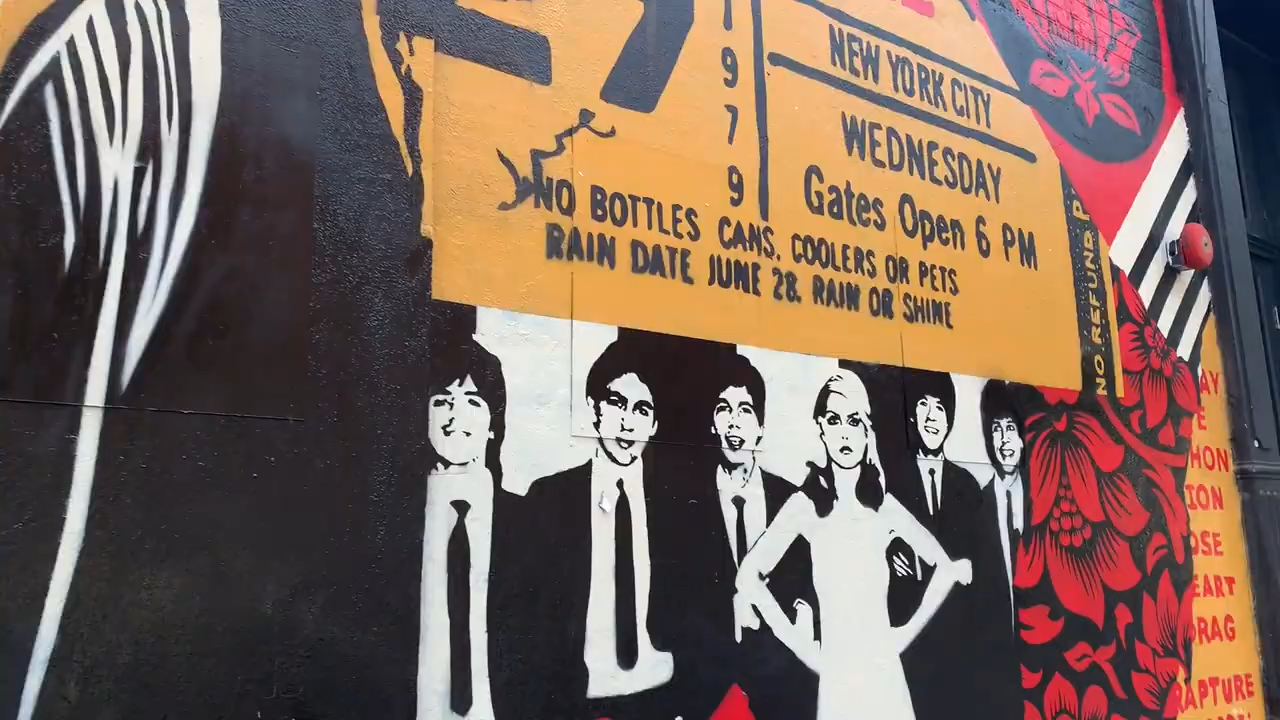 1979
NEW YORK CITY
WEDNESDAY
Gates Open 6 PM
NO BOTTLES CANS, COOLERS OR PETS
RAIN DATE JUNE 28. RAIN OR SHINE
NO REFUND
AY
E
HON
ION
OSE
EART
DRAG
RAPTURE